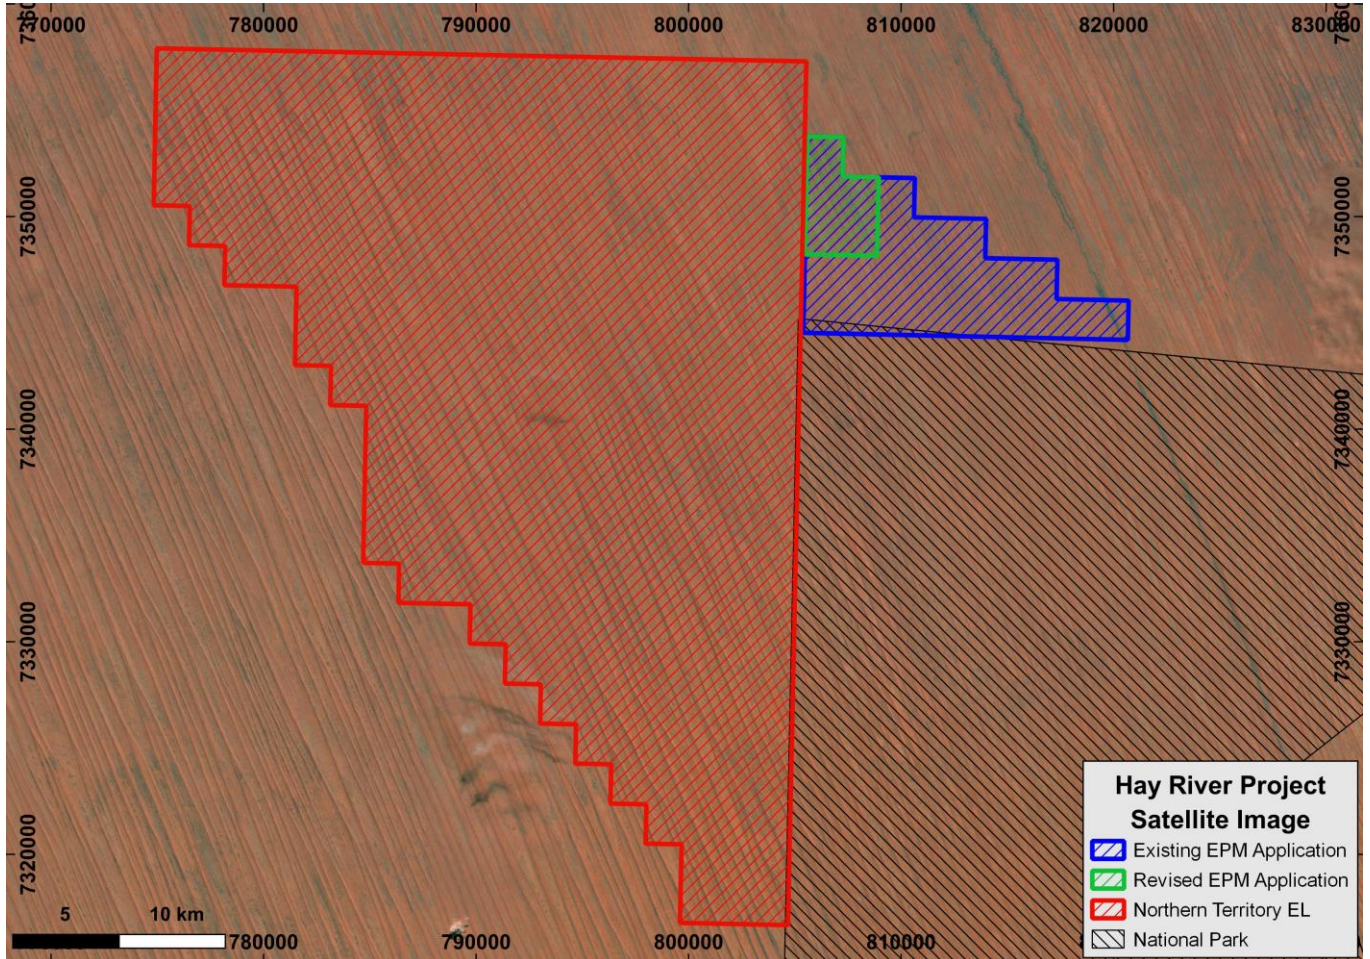 770000 780000 790000 800000 810000 820000 830000
7350000 7350000
7340000 7340000
7330000 7330000
7320000
Hay River Project
Satellite Image
Existing EPM Application
Revised EPM Application
Northern Territory EL
National Park
5 10 km
780000 790000 800000 810000